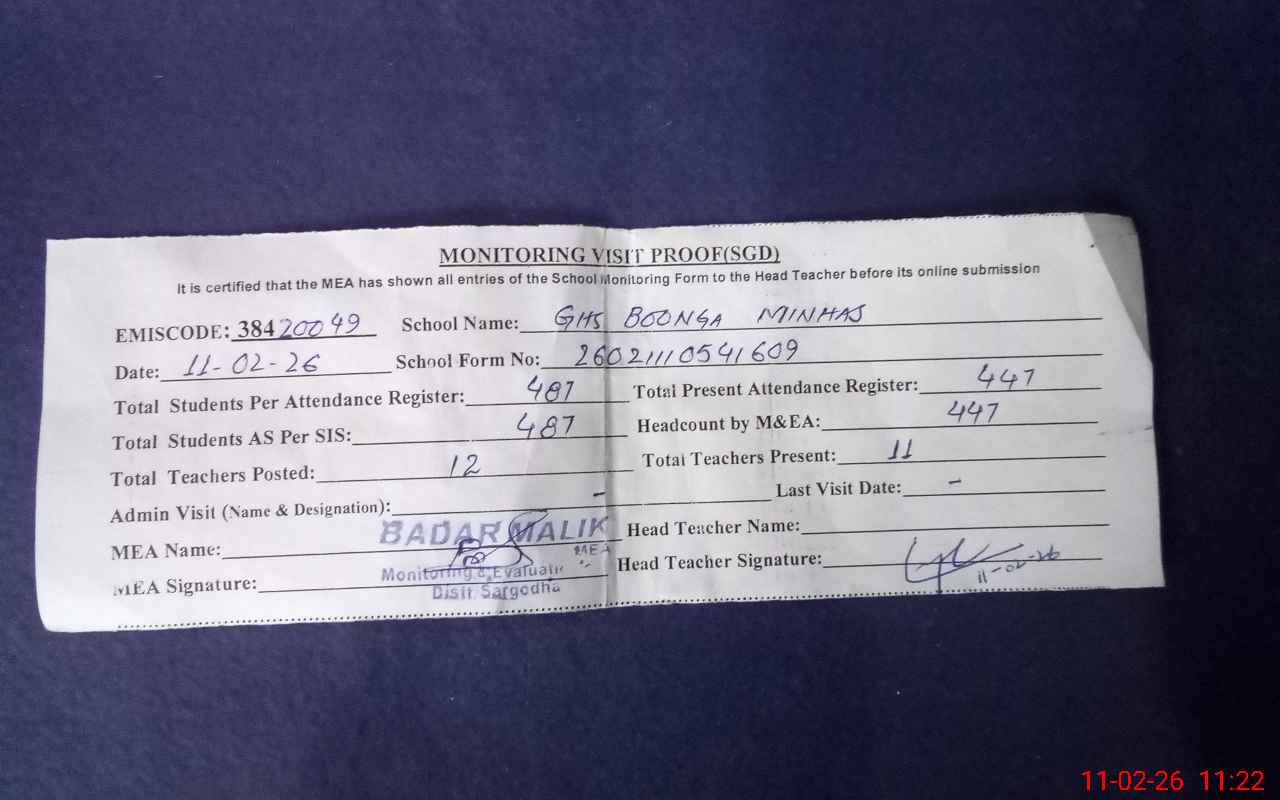 MONITORING VISIT PROOF(SGD)
It is certified that the MEA has shown all entries of the School Monitoring Form to the Head Teacher before its online submission
EMISCODE: 38420049 School Name: GHS BOONGA MINHAS
Date: 11-02-26 School Form No: 26021110541609
Total Students Per Attendance Register: 487 Total Present Attendance Register: 447
Total Students AS Per SIS: 487 Headcount by M&EA: 447
Total Teachers Posted: 12 Total Teachers Present: 11
Admin Visit (Name & Designation): - Last Visit Date: -
MEA Name: BADAR MALIK MEA Head Teacher Name:
MEA Signature: Monitoring & Evaluati Head Teacher Signature: 11-02-26
Distt. Sargodha
11-02-26 11:22